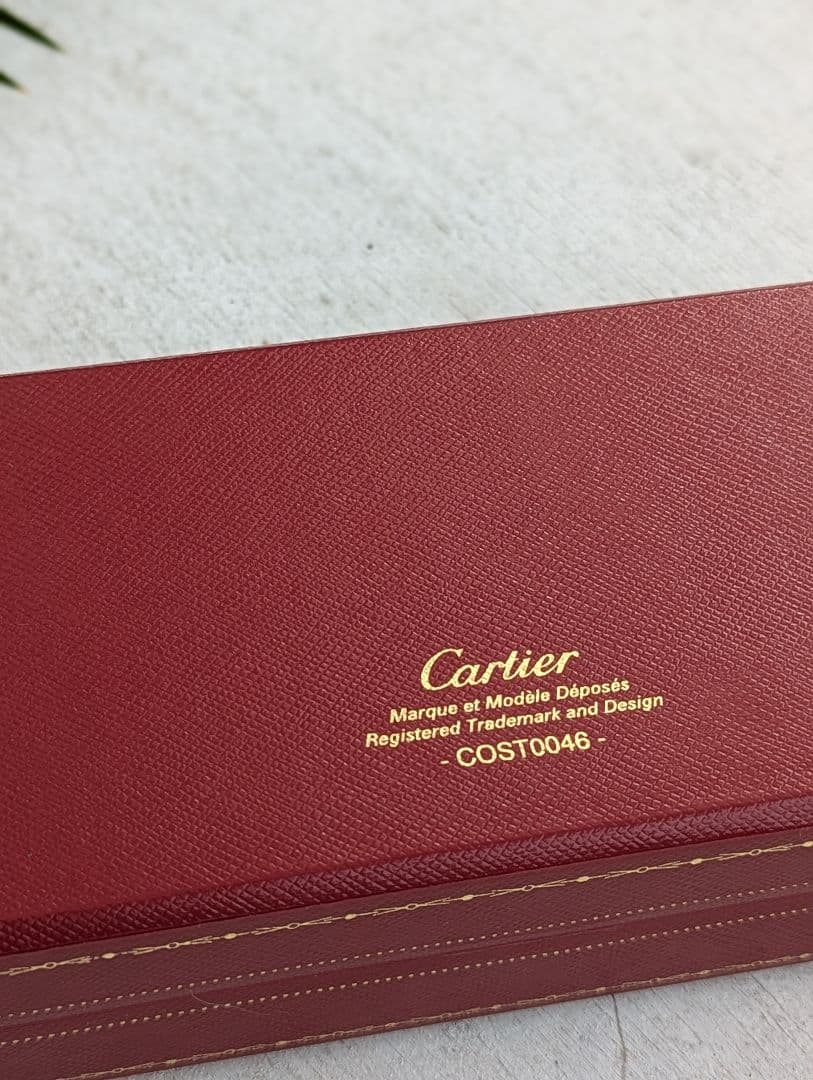 Cartier
Marque et Modèle Déposés
Registered Trademark and Design
- COST0046 -